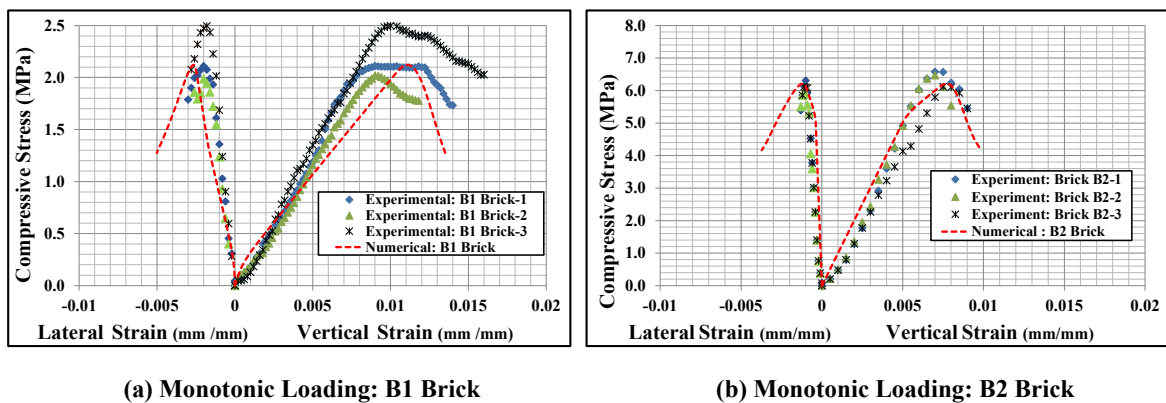 Compressive Stress (MPa)
2.5
2.0
1.5
1.0
0.5
0.0
Experimental: B1 Brick-1
Experimental: B1 Brick-2
Experimental: B1 Brick-3
Numerical: B1 Brick
-0.01 -0.005 0 0.005 0.01 0.015 0.02
Lateral Strain (mm /mm) Vertical Strain (mm /mm)
(a) Monotonic Loading: B1 Brick
Compressive Stress (MPa)
8.0
7.0
6.0
5.0
4.0
3.0
2.0
1.0
0.0
Experiment: Brick B2-1
Experiment: Brick B2-2
Experiment: Brick B2-3
Numerical : B2 Brick
-0.01 -0.005 0 0.005 0.01 0.015 0.02
Lateral Strain (mm/mm) Vertical Strain (mm/mm)
(b) Monotonic Loading: B2 Brick